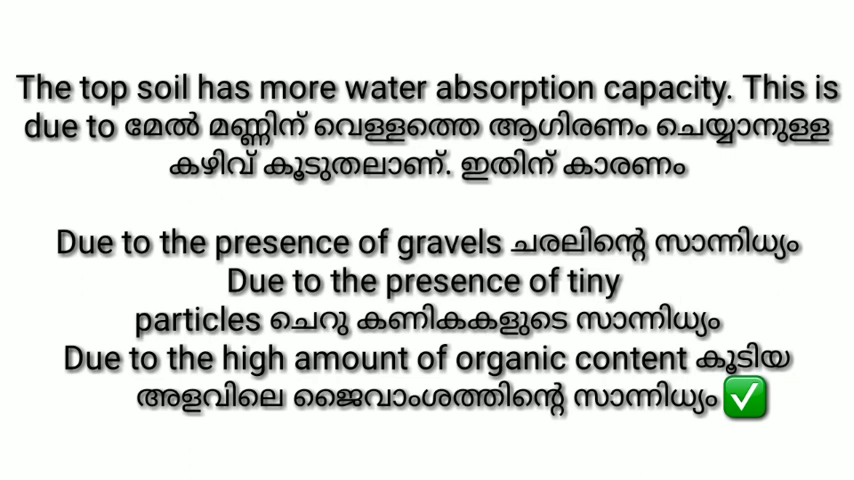 The top soil has more water absorption capacity. This is
due to മേൽ മണ്ണിന് വെള്ളത്തെ ആഗിരണം ചെയ്യാനുള്ള
കഴിവ് കൂടുതലാണ്. ഇതിന് കാരണം
Due to the presence of gravels ചരലിന്റെ സാന്നിധ്യം
Due to the presence of tiny
particles ചെറു കണികകളുടെ സാന്നിധ്യം
Due to the high amount of organic content കൂടിയ
അളവിലെ ജൈവാംശത്തിന്റെ സാന്നിധ്യം ✅